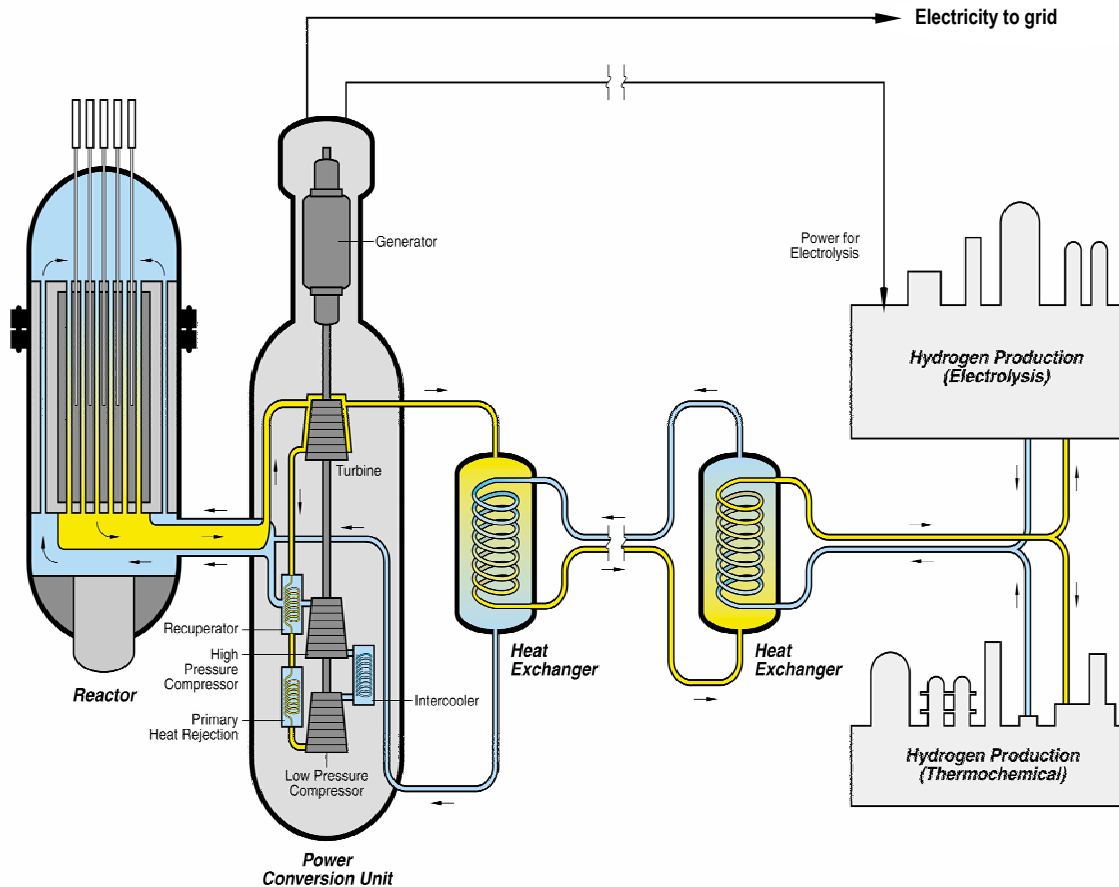 Electricity to grid
Generator
Power for
Electrolysis
Hydrogen Production
(Electrolysis)
Turbine
Recuperator
High
Pressure
Compressor
Intercooler
Primary
Heat Rejection
Low Pressure
Compressor
Reactor
Heat
Exchanger
Heat
Exchanger
Hydrogen Production
(Thermochemical)
Power
Conversion Unit